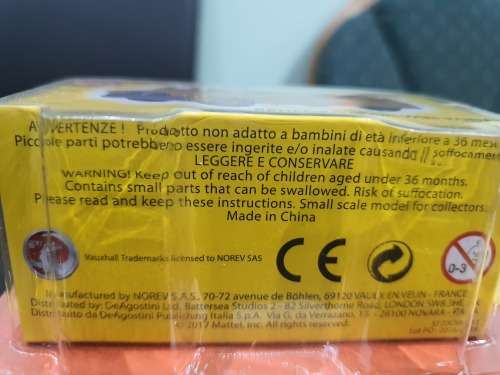 AVVERTENZE ! Prodotto non adatto a bambini di età inferiore a 36 mesi
Piccole parti potrebbero essere ingerite e/o inalate causando il soffocamento
LEGGERE E CONSERVARE
WARNING! Keep out of reach of children aged under 36 months.
Contains small parts that can be swallowed. Risk of suffocation.
Please read and keep these instructions. Small scale model for collectors.
Made in China
Vauxhall Trademarks licensed to NOREV SAS
CE
0-3
Manufactured by NOREV S.A.S. 70-72 avenue de Böhlen, 69120 VAULX EN VELIN - FRANCE
Distributed by: DeAgostini Ltd. Battersea Studios 2 - 82 Silverthorne Road, LONDON SW8 3HE, UK
Distribuito da DeAgostini Publishing Italia S.p.A. Via G. da Verrazano, 15 - 28100 NOVARA - ITA
© 2017 Mattel, Inc. All rights reserved.